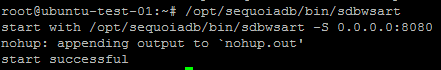 root@ubuntu-test-01:~# /opt/sequoiadb/bin/sdbwsart
start with /opt/sequoiadb/bin/sdbwsart -S 0.0.0.0:8080
nohup: appending output to `nohup.out'
start successful